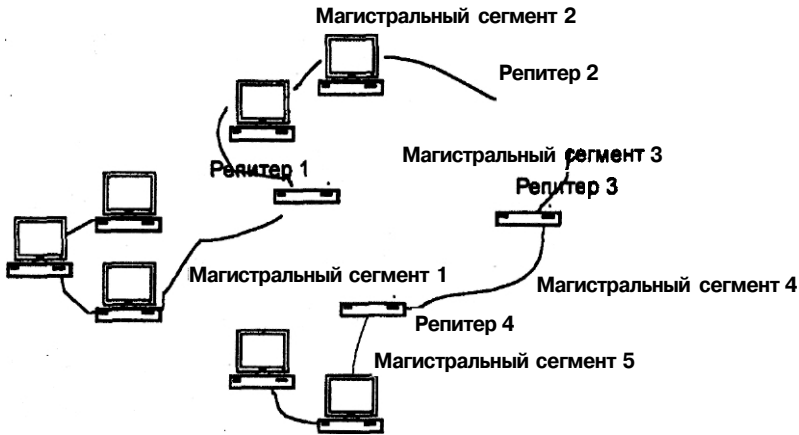 Магистральный сегмент 2
Репитер 2
Магистральный сегмент 3
Репитер 1
Репитер 3
Магистральный сегмент 1
Магистральный сегмент 4
Репитер 4
Магистральный сегмент 5